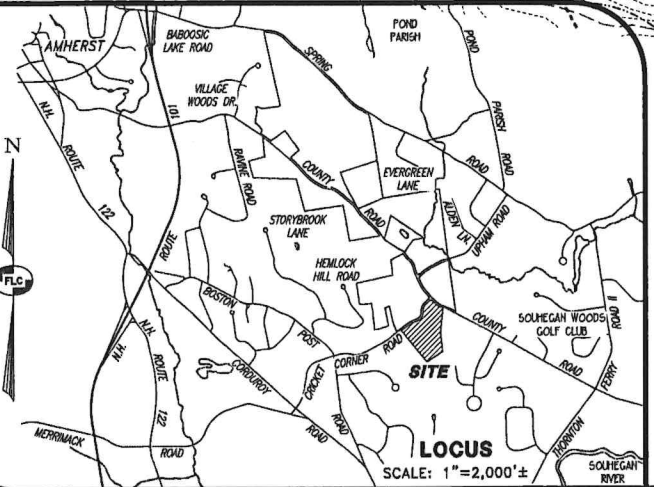 POND
PARISH
AMHERST
BABOOSIC
LAKE ROAD
SPRING
ROAD
POND
PARISH
ROAD
VILLAGE
WOODS DR.
N.H.
ROUTE
122
101
ROUTE
N.H.
N
FLC
RAVINE ROAD
COUNTY
ROAD
EVERGREEN
LANE
ALDEN LN.
UPHAM ROAD
STORYBROOK
LANE
HEMLOCK
HILL ROAD
BOSTON
POST
ROAD
CRICKET
CORNER
ROAD
SITE
COUNTY
ROAD
SOUHEGAN WOODS
GOLF CLUB
THORNTON
FERRY
ROAD II
N.H.
ROUTE
122
CORDUROY
ROAD
MERRIMACK
ROAD
LOCUS
SCALE: 1"=2,000'±
SOUHEGAN
RIVER